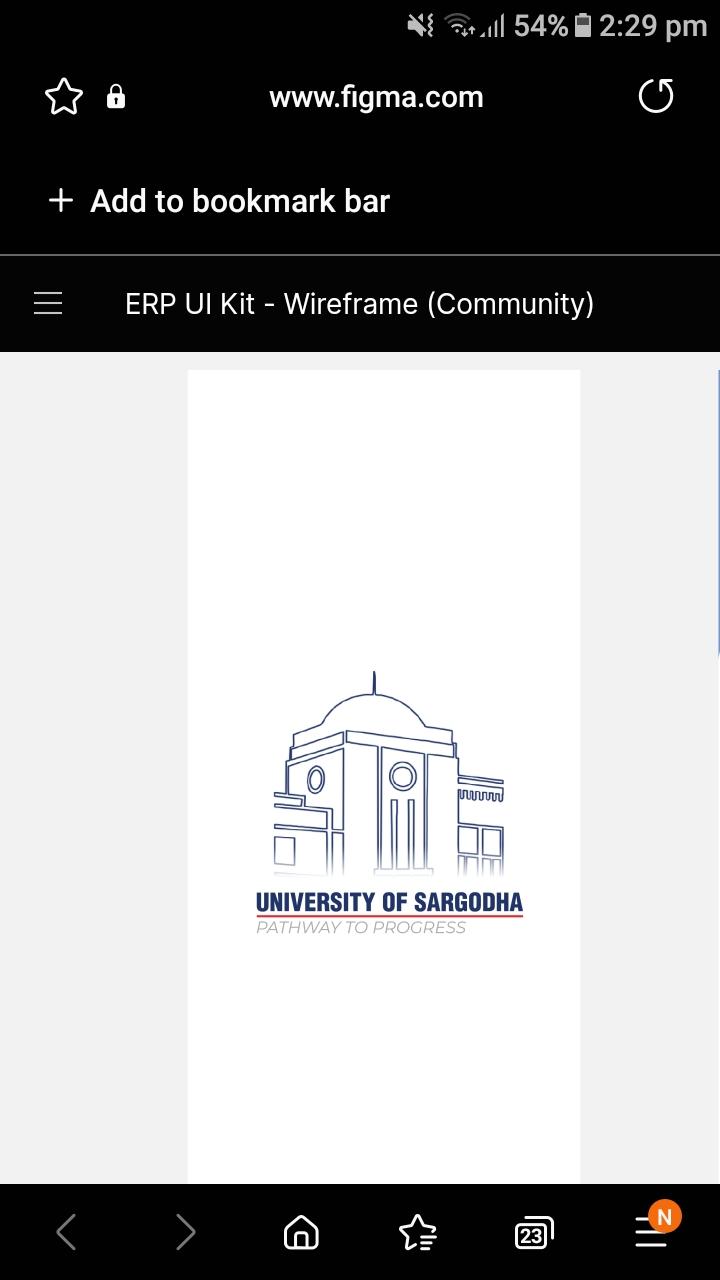 54% 2:29 pm
www.figma.com
+ Add to bookmark bar
ERP UI Kit - Wireframe (Community)
UNIVERSITY OF SARGODHA
PATHWAY TO PROGRESS
N
23